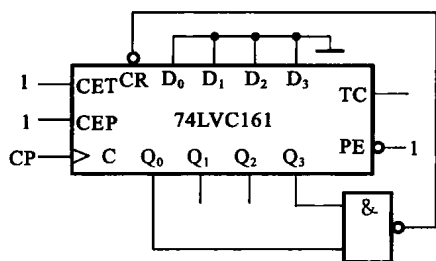 1 CET CR D₀ D₁ D₂ D₃ TC
1 CEP 74LVC161 PE 1
CP C Q₀ Q₁ Q₂ Q₃
&